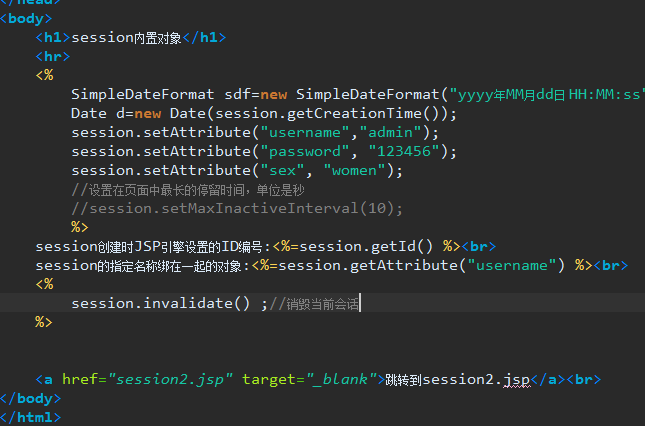 </head>
<body>
<h1>session内置对象</h1>
<hr>
<%
SimpleDateFormat sdf=new SimpleDateFormat("yyyy年MM月dd日 HH:MM:ss"
Date d=new Date(session.getCreationTime());
session.setAttribute("username","admin");
session.setAttribute("password", "123456");
session.setAttribute("sex", "women");
//设置在页面中最长的停留时间，单位是秒
//session.setMaxInactiveInterval(10);
%>
session创建时JSP引擎设置的ID编号:<%=session.getId() %><br>
session的指定名称绑在一起的对象:<%=session.getAttribute("username") %><br>
<%
session.invalidate() ;//销毁当前会话
%>
<a href="session2.jsp" target="_blank">跳转到session2.jsp</a><br>
</body>
</html>